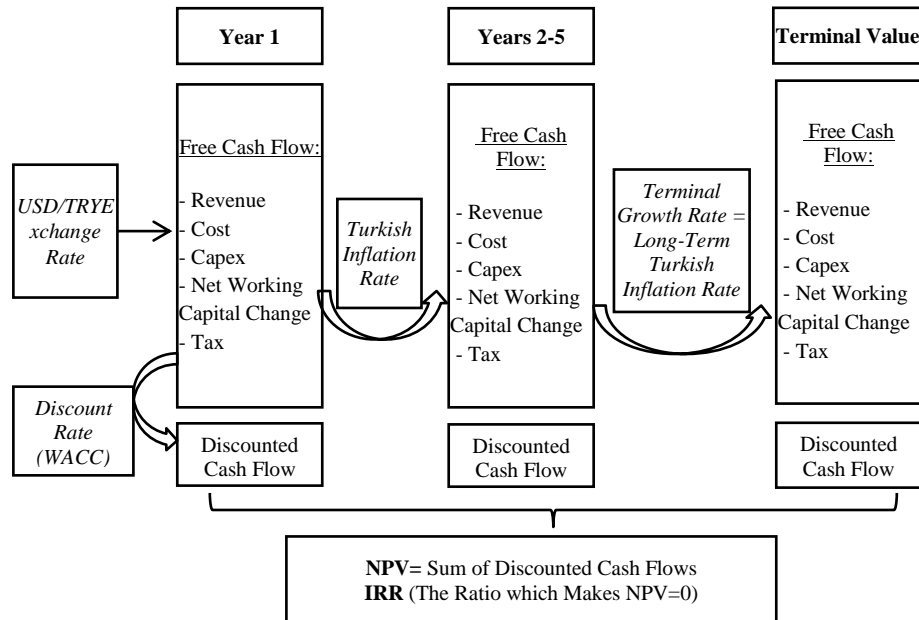 Year 1
Years 2-5
Terminal Value
USD/TRYE
xchange
Rate
Free Cash Flow:
- Revenue
- Cost
- Capex
- Net Working
Capital Change
- Tax
Turkish
Inflation
Rate
Free Cash
Flow:
- Revenue
- Cost
- Capex
- Net Working
Capital Change
- Tax
Terminal
Growth Rate =
Long-Term
Turkish
Inflation Rate
Free Cash
Flow:
- Revenue
- Cost
- Capex
- Net Working
Capital Change
- Tax
Discount
Rate
(WACC)
Discounted
Cash Flow
Discounted
Cash Flow
Discounted
Cash Flow
NPV= Sum of Discounted Cash Flows
IRR (The Ratio which Makes NPV=0)